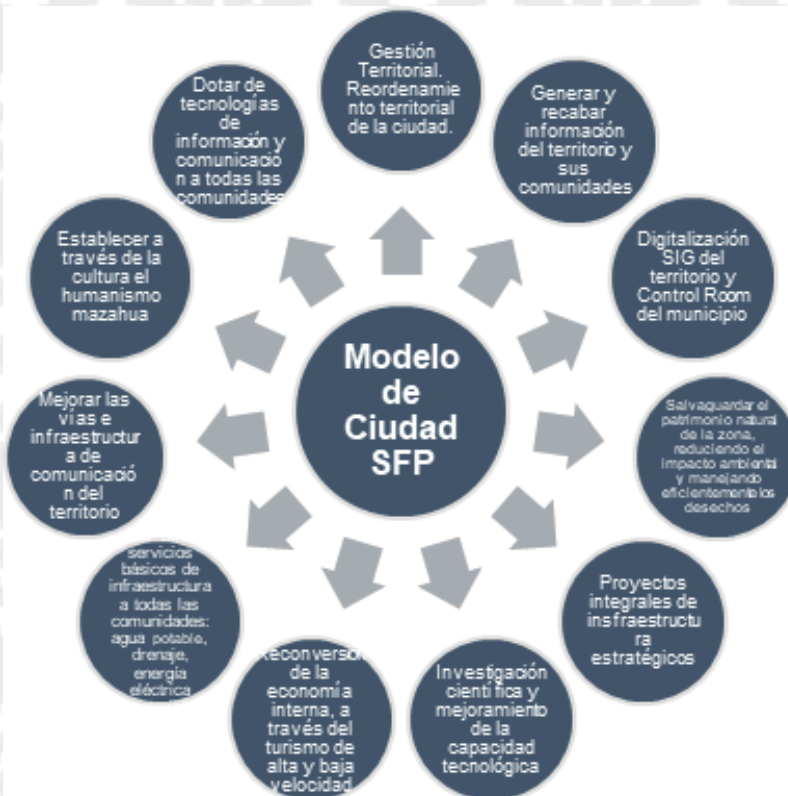 Gestión
Territorial.
Reordenamie
nto territorial
de la ciudad.
Generar y
recabar
información
del territorio y
sus
comunidades
Digitalización
SIG del
territorio y
Control Room
del municipio
Salvaguardar el
patrimonio natural
de la zona,
reduciendo el
impacto ambiental
y manejando
eficientemente los
desechos
Proyectos
integrales de
insfraestructu
ra
estratégicos
Investigación
científica y
mejoramiento
de la
capacidad
tecnológica
Reconversión
de la
economía
interna, a
través del
turismo de
alta y baja
velocidad
servicios
básicos de
infraestructura
a todas las
comunidades:
agua potable,
drenaje,
energía
eléctrica
Mejorar las
vías e
infraestructur
a de
comunicació
n del
territorio
Establecer a
través de la
cultura el
humanismo
mazahua
Dotar de
tecnologías
de
información y
comunicació
n a todas las
comunidades
Modelo
de
Ciudad
SFP